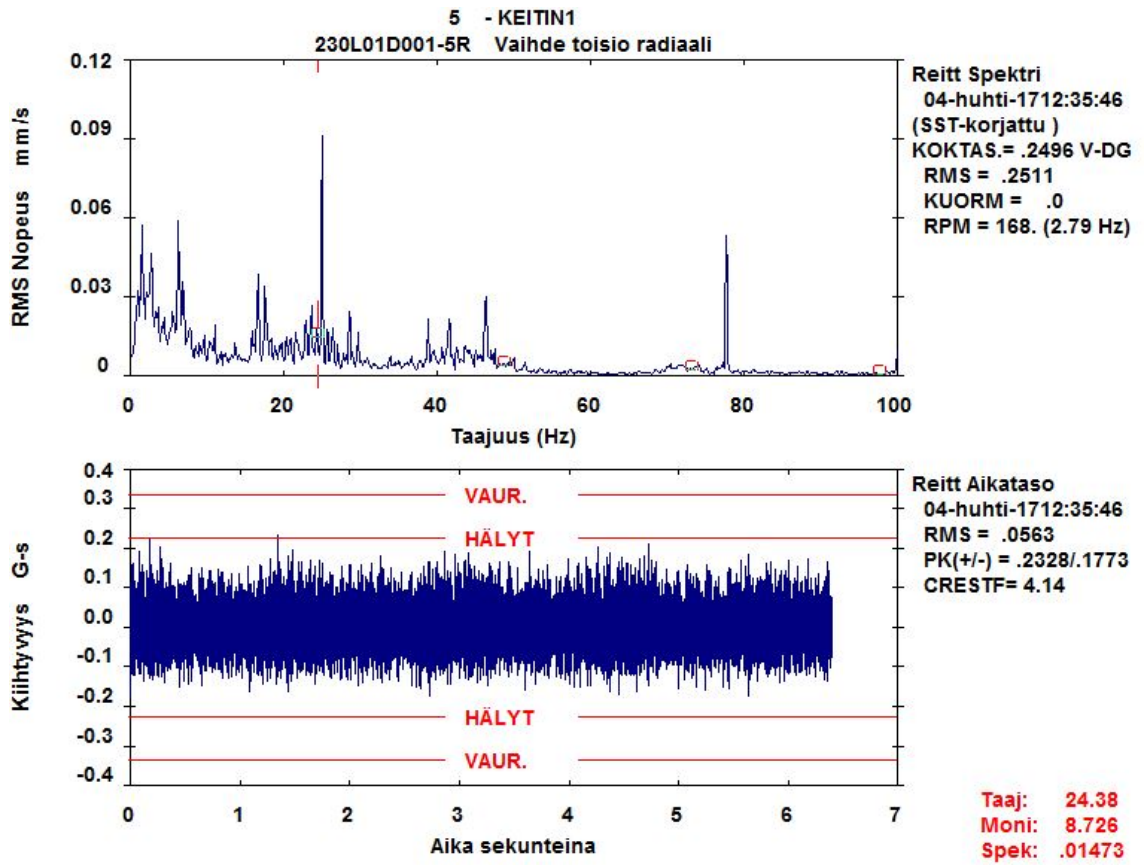 5 - KEITIN1
230L01D001-5R Vaihde toisio radiaali
RMS Nopeus mm/s
0.12
0.09
0.06
0.03
0
0 20 40 60 80 100
Taajuus (Hz)
Reitt Spektri
04-huhti-1712:35:46
(SST-korjattu )
KOKTAS.= .2496 V-DG
RMS = .2511
KUORM = .0
RPM = 168. (2.79 Hz)
Kiihtyvyys G-s
0.4
0.3
0.2
0.1
0.0
-0.1
-0.2
-0.3
-0.4
VAUR.
HÄLYT
HÄLYT
VAUR.
0 1 2 3 4 5 6 7
Aika sekunteina
Reitt Aikataso
04-huhti-1712:35:46
RMS = .0563
PK(+/-) = .2328/.1773
CRESTF= 4.14
Taaj: 24.38
Moni: 8.726
Spek: .01473